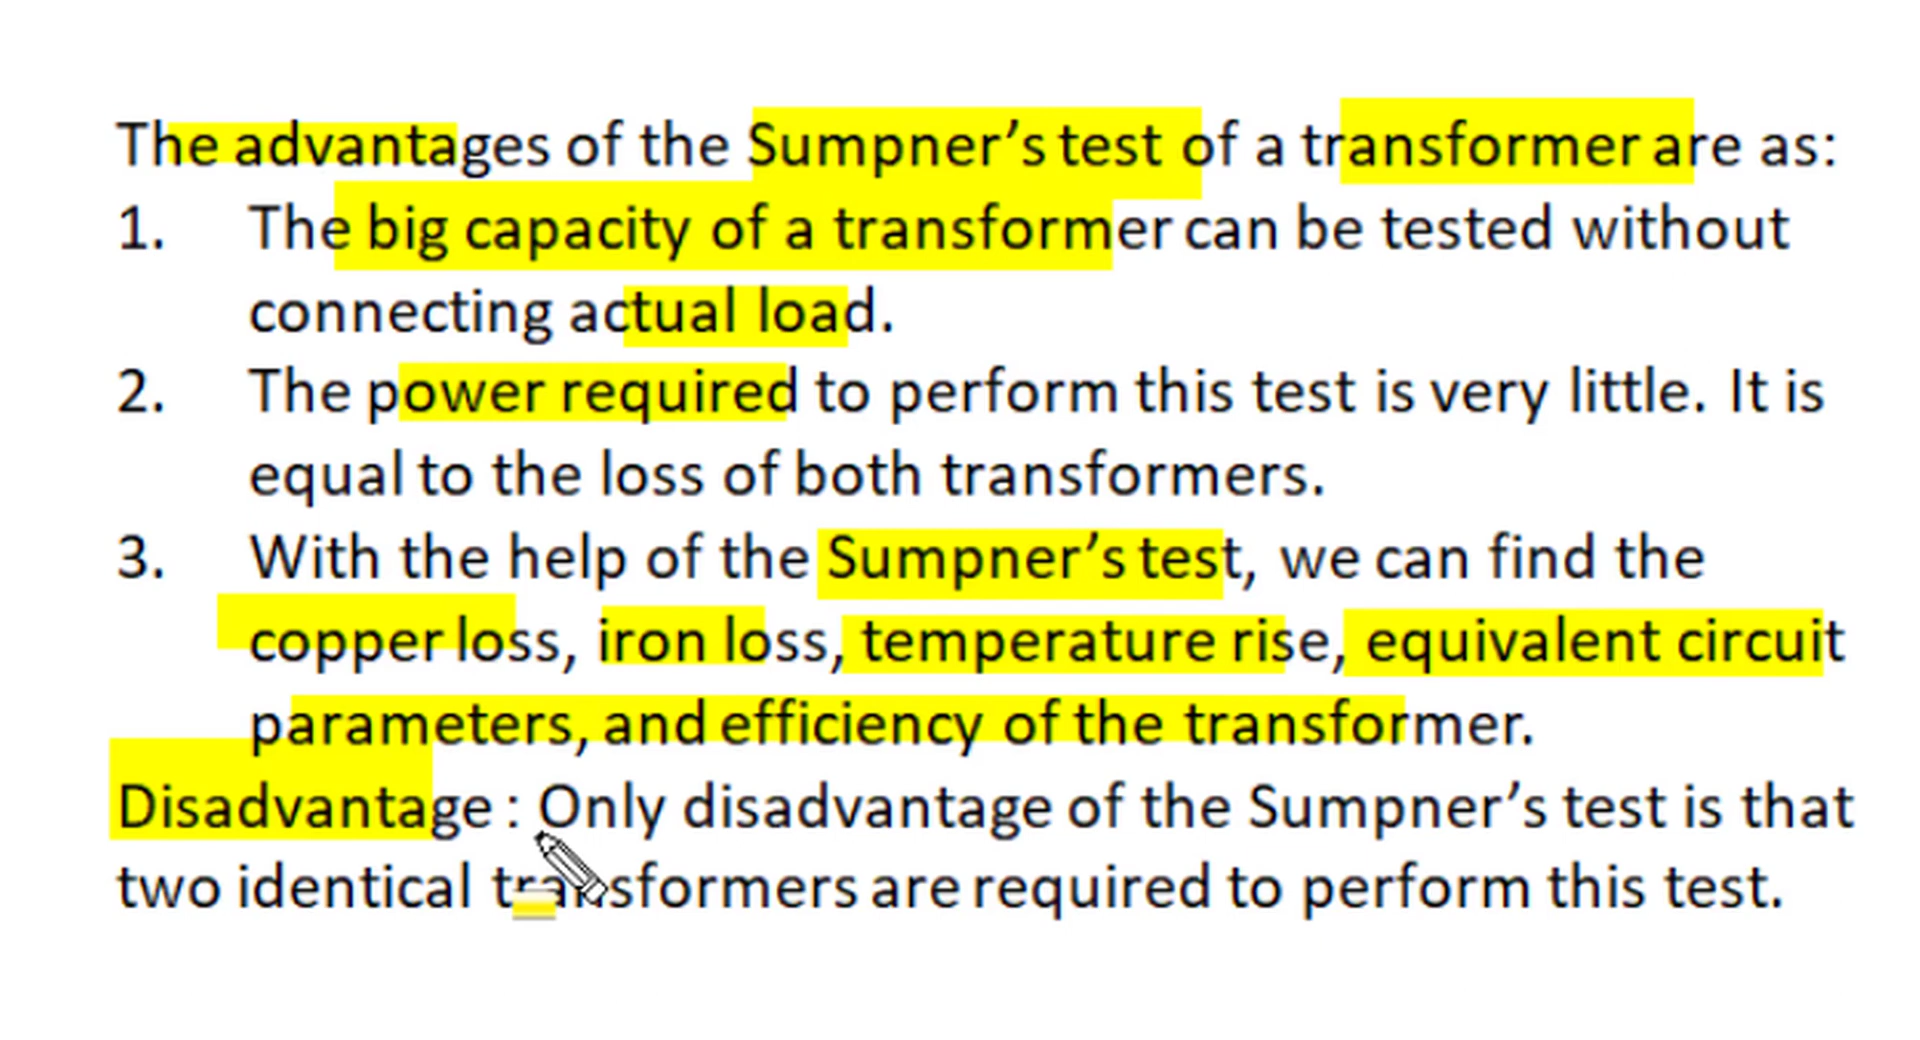 The advantages of the Sumpner's test of a transformer are as:
1. The big capacity of a transformer can be tested without
connecting actual load.
2. The power required to perform this test is very little. It is
equal to the loss of both transformers.
3. With the help of the Sumpner's test, we can find the
copper loss, iron loss, temperature rise, equivalent circuit
parameters, and efficiency of the transformer.
Disadvantage : Only disadvantage of the Sumpner's test is that
two identical transformers are required to perform this test.